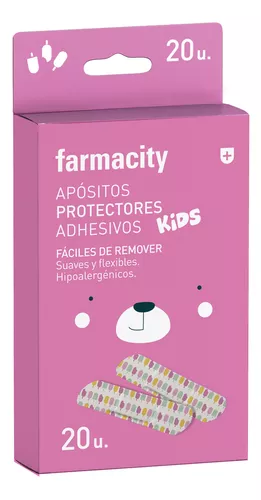 20 u.
farmacity
APÓSITOS
PROTECTORES
ADHESIVOS KiDS
FÁCILES DE REMOVER
Suaves y flexibles.
Hipoalergénicos.
20 u.